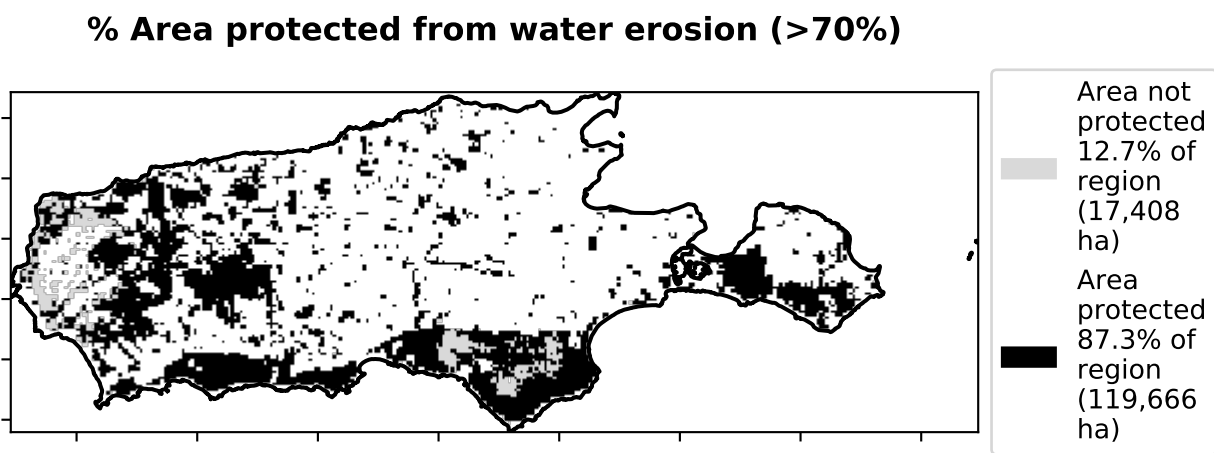 % Area protected from water erosion (>70%)
Area not
protected
12.7% of
region
(17,408
ha)
Area
protected
87.3% of
region
(119,666
ha)